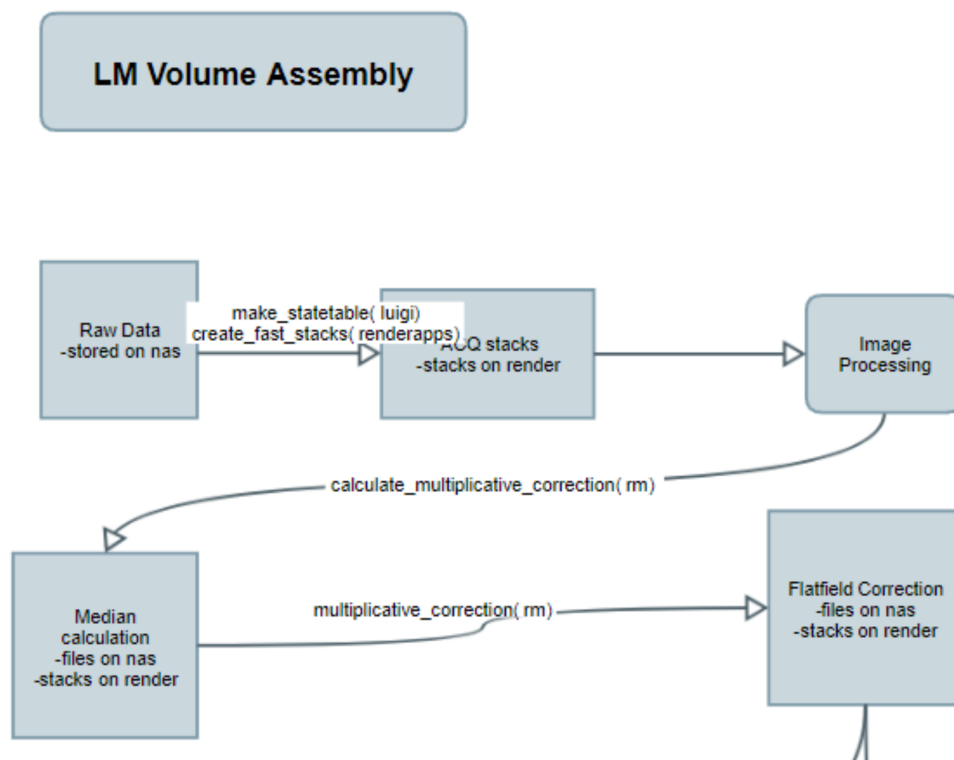 LM Volume Assembly
make_statetable( luigi)
create_fast_stacks( renderapps)
Raw Data
-stored on nas
ACQ stacks
-stacks on render
Image
Processing
calculate_multiplicative_correction( rm)
Median
calculation
-files on nas
-stacks on render
multiplicative_correction( rm)
Flatfield Correction
-files on nas
-stacks on render